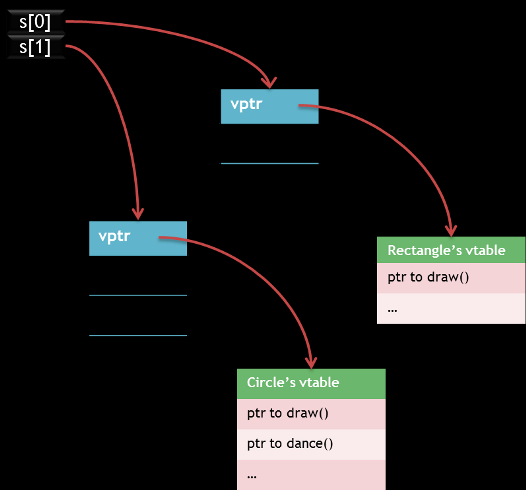 s[0]
s[1]
vptr
vptr
Rectangle's vtable
ptr to draw()
...
Circle's vtable
ptr to draw()
ptr to dance()
...